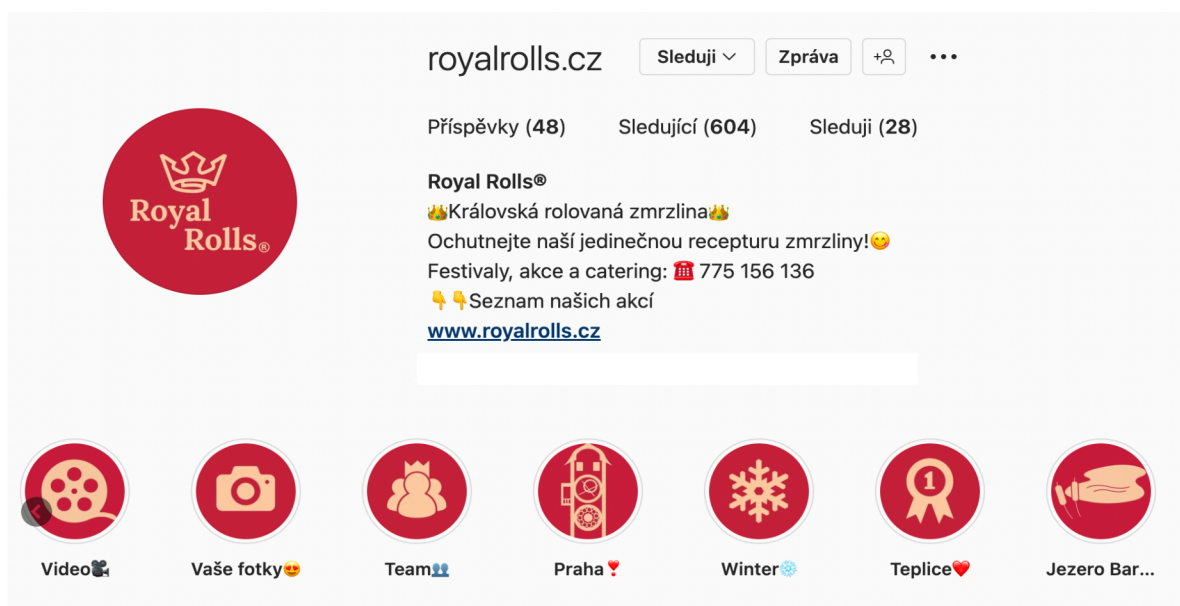 royalrolls.cz Sleduji Zpráva
Příspěvky (48) Sledující (604) Sleduji (28)
Royal Rolls®
👑Královská rolovaná zmrzlina👑
Ochutnejte naší jedinečnou recepturu zmrzliny!😋
Festivaly, akce a catering: ☎️ 775 156 136
👇👇Seznam našich akcí
www.royalrolls.cz
Royal
Rolls®
1
Video🎥 Vaše fotky😍 Team👥 Praha❣️ Winter❄️ Teplice❤️ Jezero Bar...